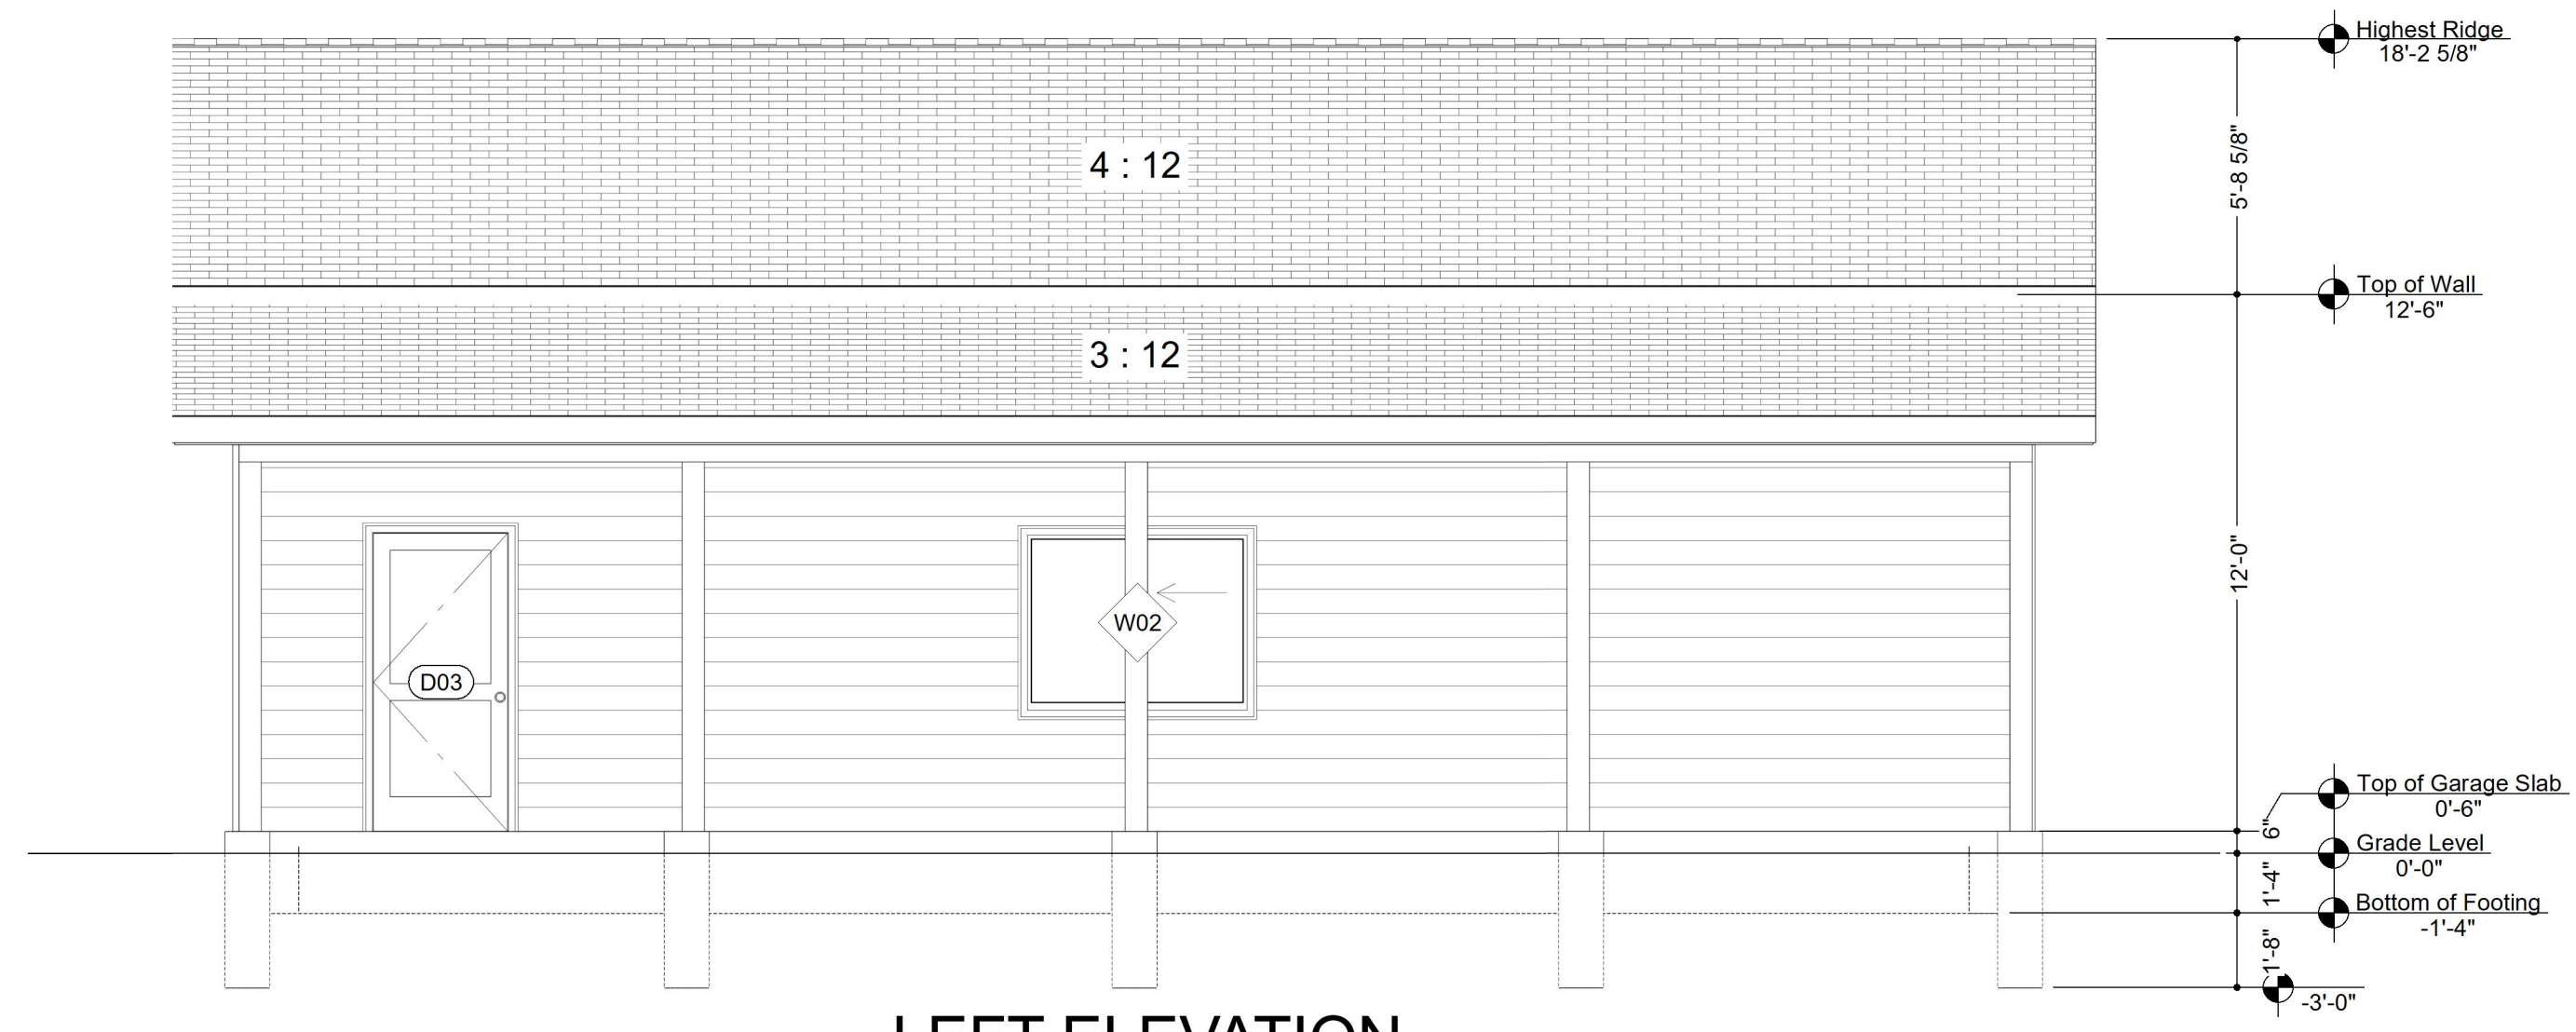 Highest Ridge
18'-2 5/8"
5'-8 5/8"
4 : 12
Top of Wall
12'-6"
3 : 12
12'-0"
W02
D03
Top of Garage Slab
0'-6"
6"
Grade Level
0'-0"
1'-4"
Bottom of Footing
-1'-4"
1'-8"
-3'-0"
LEFT ELEVATION